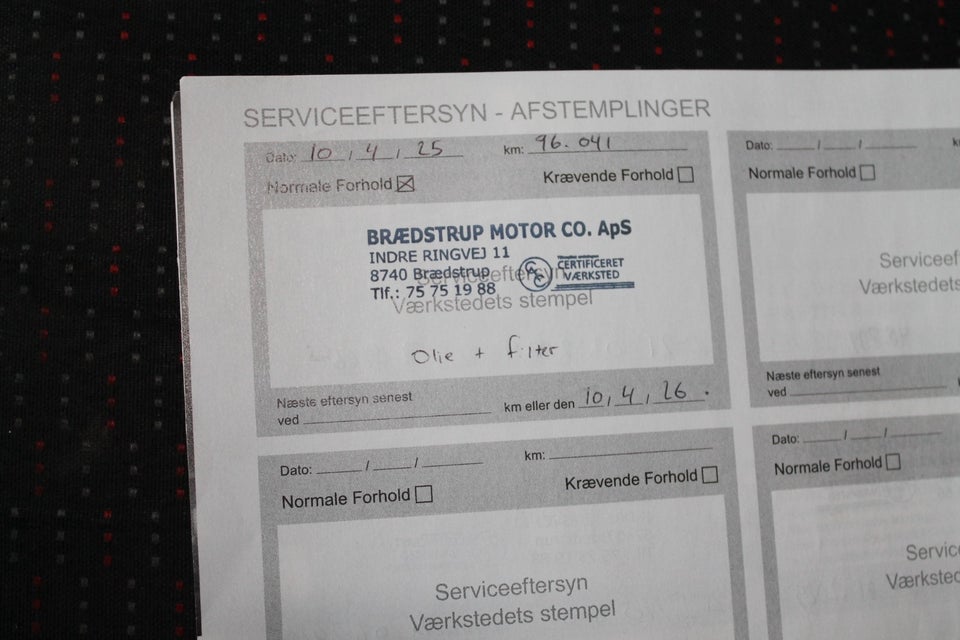 SERVICEEFTERSYN - AFSTEMPLINGER
Dato: 10 / 4 / 25 km: 96.041
Normale Forhold ☒ Krævende Forhold ☐
BRÆDSTRUP MOTOR CO. ApS
INDRE RINGVEJ 11
8740 Brædstrup
Tlf.: 75 75 19 88
CERTIFICERET
VÆRKSTED
Serviceeftersyn
Værkstedets stempel
Olie + filter
Næste eftersyn senest
ved km eller den 10, 4, 26.
Dato: / /
Normale Forhold ☐
Værkstedets
Næste eftersyn senest
ved
Dato: / / km:
Normale Forhold ☐ Krævende Forhold ☐
Serviceeftersyn
Værkstedets stempel
Dato: / /
Normale Forhold ☐